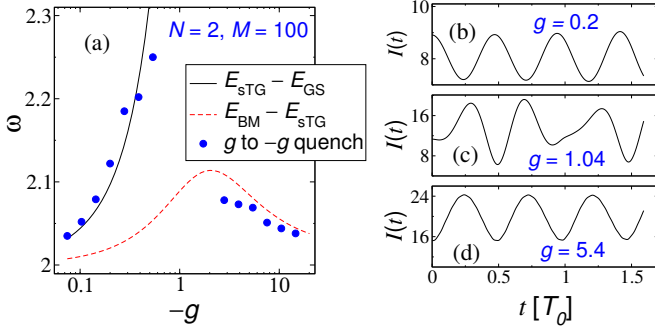 2.3
(a)
N = 2, M = 100
E_sTG − E_GS
E_BM − E_sTG
g to −g quench
2.2
ω
2.1
2
0.1 1 10
−g
10
(b)
g = 0.2
I(t)
8
16
12
I(t)
8
(c)
g = 1.04
24
I(t)
16
(d)
g = 5.4
0 0.5 1 1.5
t [T_0]